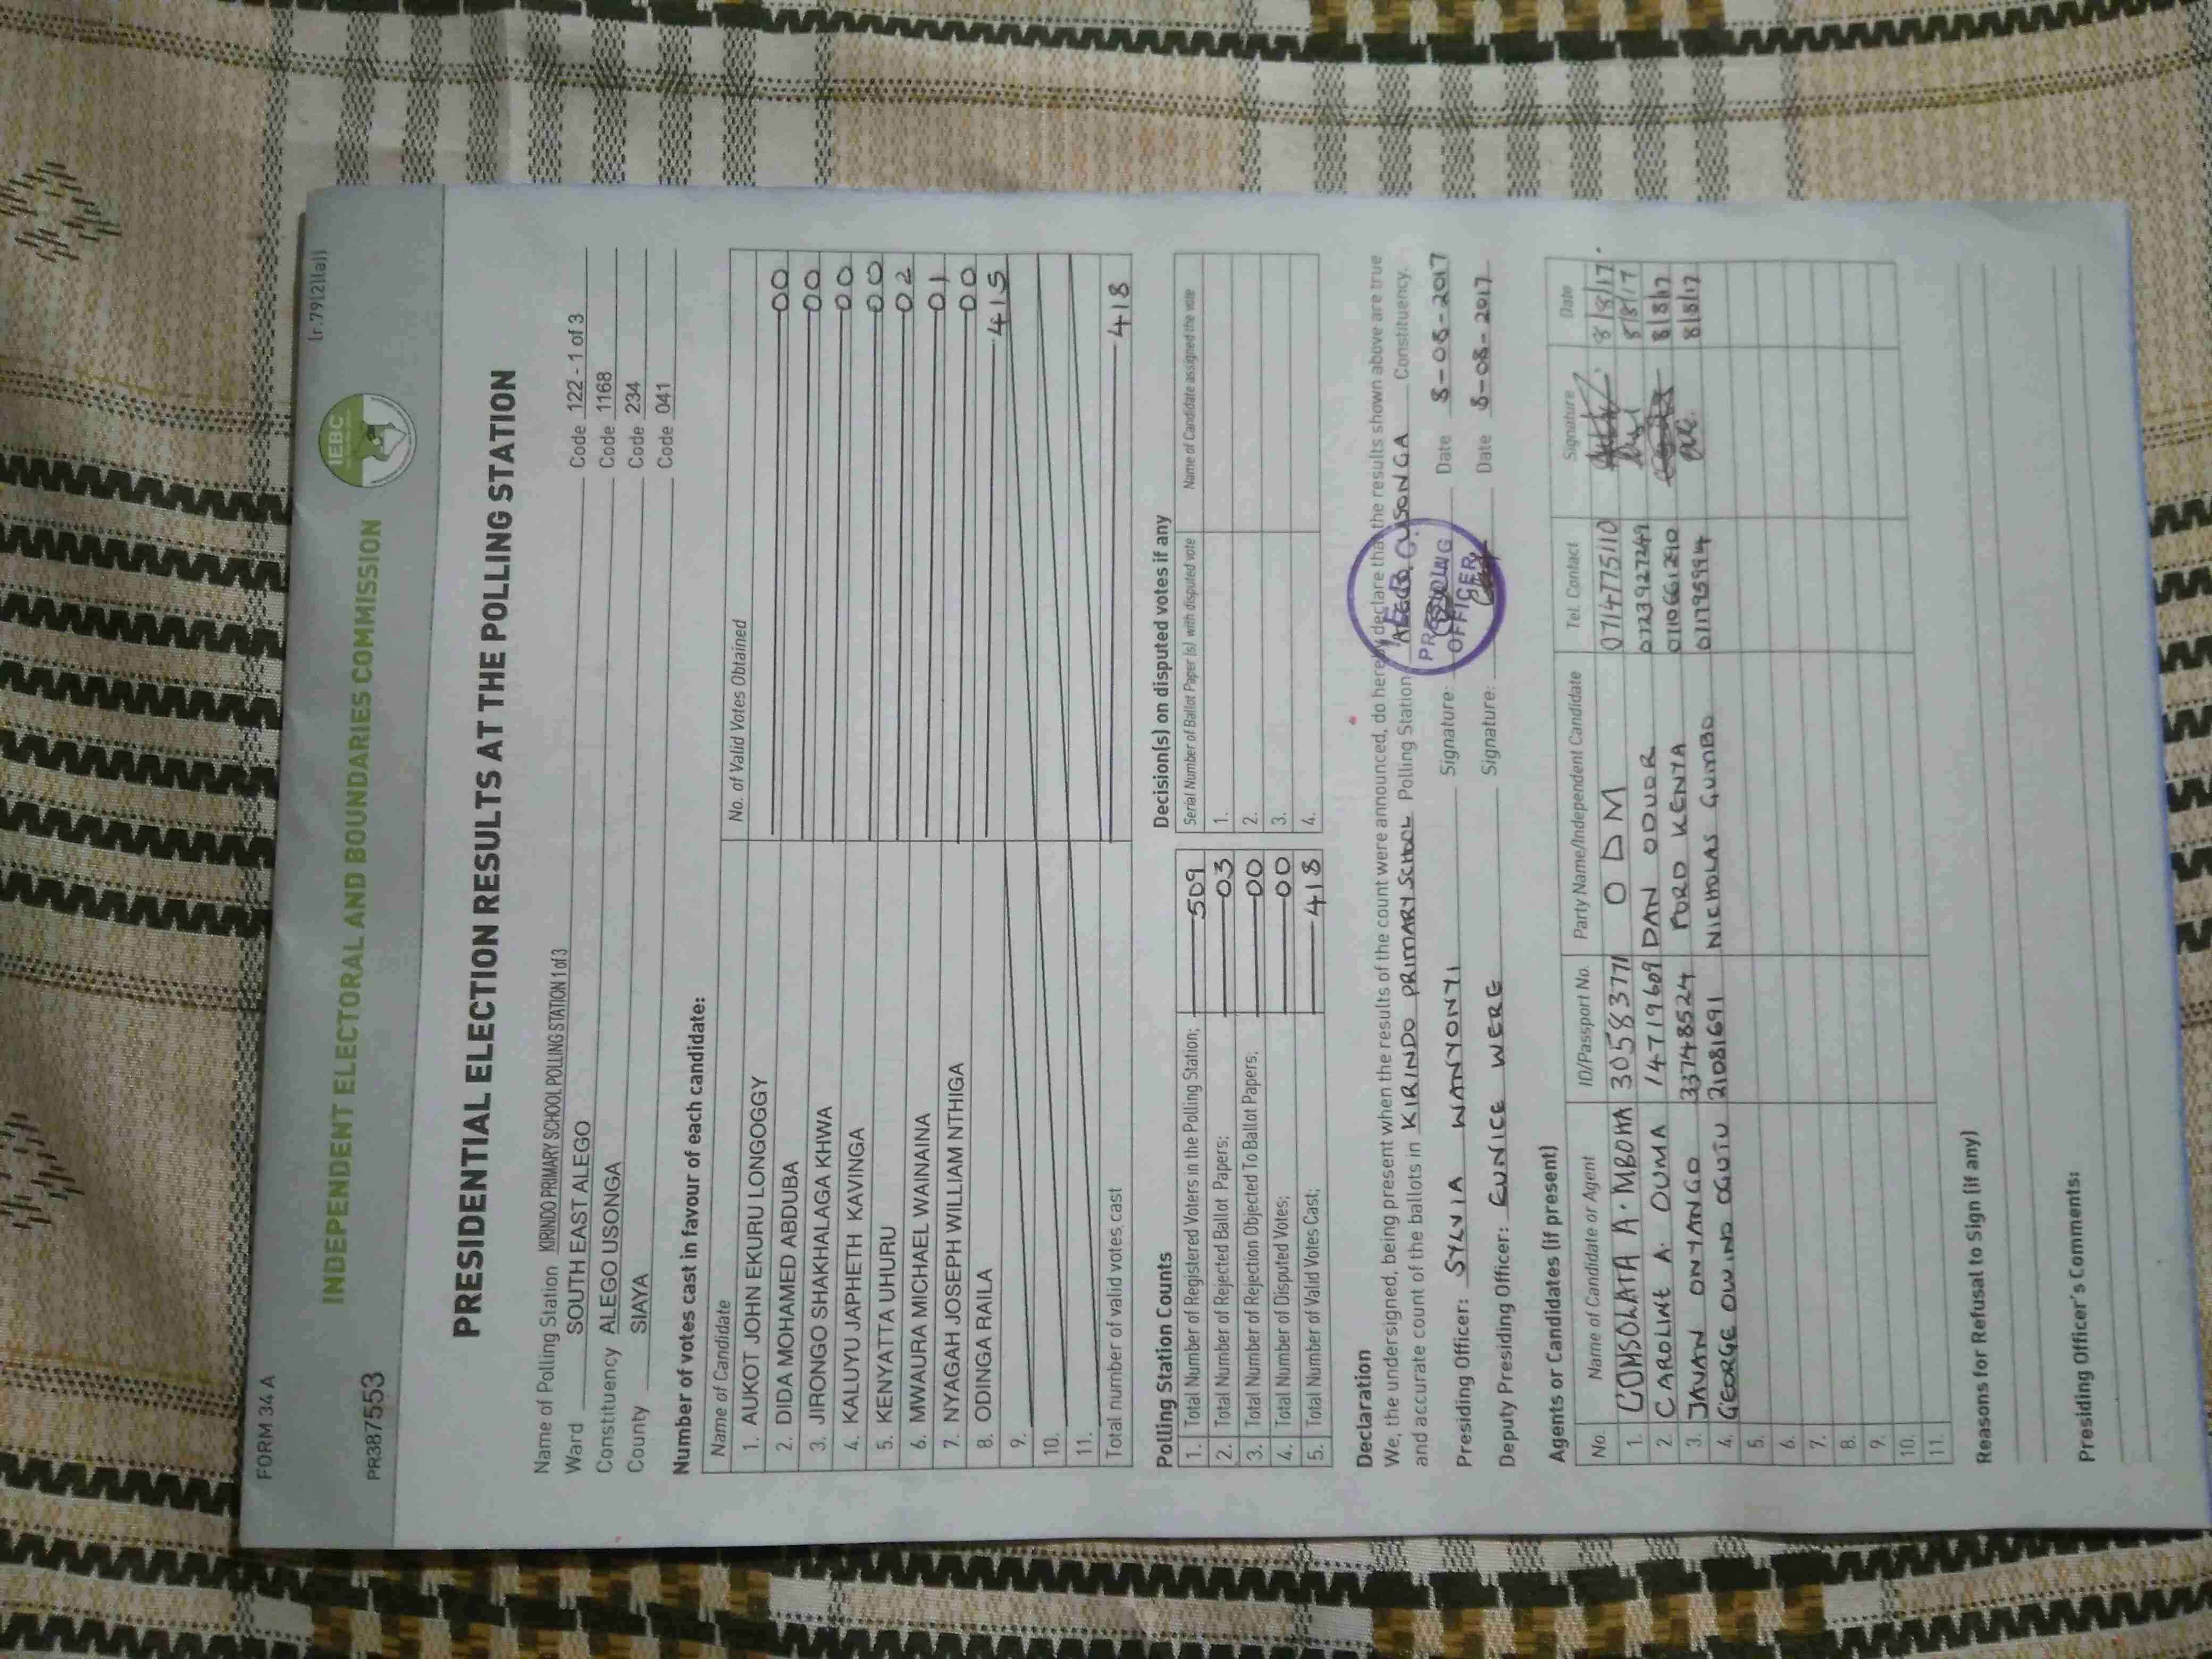 FORM 34 A
(r 79(2)(a))
INDEPENDENT ELECTORAL AND BOUNDARIES COMMISSION
IEBC
PR387553
PRESIDENTIAL ELECTION RESULTS AT THE POLLING STATION
Name of Polling Station KIRINDO PRIMARY SCHOOL POLLING STATION 1 of 3 Code 122 - 1 of 3
Ward SOUTH EAST ALEGO Code 1168
Constituency ALEGO USONGA Code 234
County SIAYA Code 041
Number of votes cast in favour of each candidate:
Name of Candidate No. of Valid Votes Obtained
1. AUKOT JOHN EKURU LONGOGGY 00
2. DIDA MOHAMED ABDUBA 00
3. JIRONGO SHAKHALAGA KHWA 00
4. KALUYU JAPHETH KAVINGA 00
5. KENYATTA UHURU 02
6. MWAURA MICHAEL WAINAINA 01
7. NYAGAH JOSEPH WILLIAM NTHIGA 00
8. ODINGA RAILA 415
9.
10.
11.
Total number of valid votes cast 418
Polling Station Counts
1. Total Number of Registered Voters in the Polling Station; 509
2. Total Number of Rejected Ballot Papers; 03
3. Total Number of Rejection Objected To Ballot Papers; 00
4. Total Number of Disputed Votes; 00
5. Total Number of Valid Votes Cast; 418
Decision(s) on disputed votes if any
Serial Number of Ballot Paper (s) with disputed vote Name of Candidate assigned the vote
1.
2.
3.
4.
Declaration
We, the undersigned, being present when the results of the count were announced, do hereby declare that the results shown above are true
and accurate count of the ballots in KIRINDO PRIMARY SCHOOL Polling Station ALEGO USONGA Constituency.
Presiding Officer: SYLVIA WANYONYI Signature: Date 8-08-2017
Deputy Presiding Officer: EUNICE WERE Signature: Date 8-08-2017
PRESIDING
OFFICER
Agents or Candidates (if present)
No. Name of Candidate or Agent ID/Passport No. Party Name/Independent Candidate Tel. Contact Signature Date
1. CONSOLATA A. MBOHA 30583771 ODM 0714775110 8/8/17.
2. CAROLINE A. OUMA 14719609 DAN ODUOR 0723927249 8/8/17
3. JAVAN ONYANGO 33748524 FORD KENYA 0710661290 8/8/17
4. GEORGE OWINO OGUTU 21081691 NICHOLAS GUMBO 0717959914 8/8/17
5.
6.
7.
8.
9.
10.
11.
Reasons for Refusal to Sign (if any)
Presiding Officer's Comments: